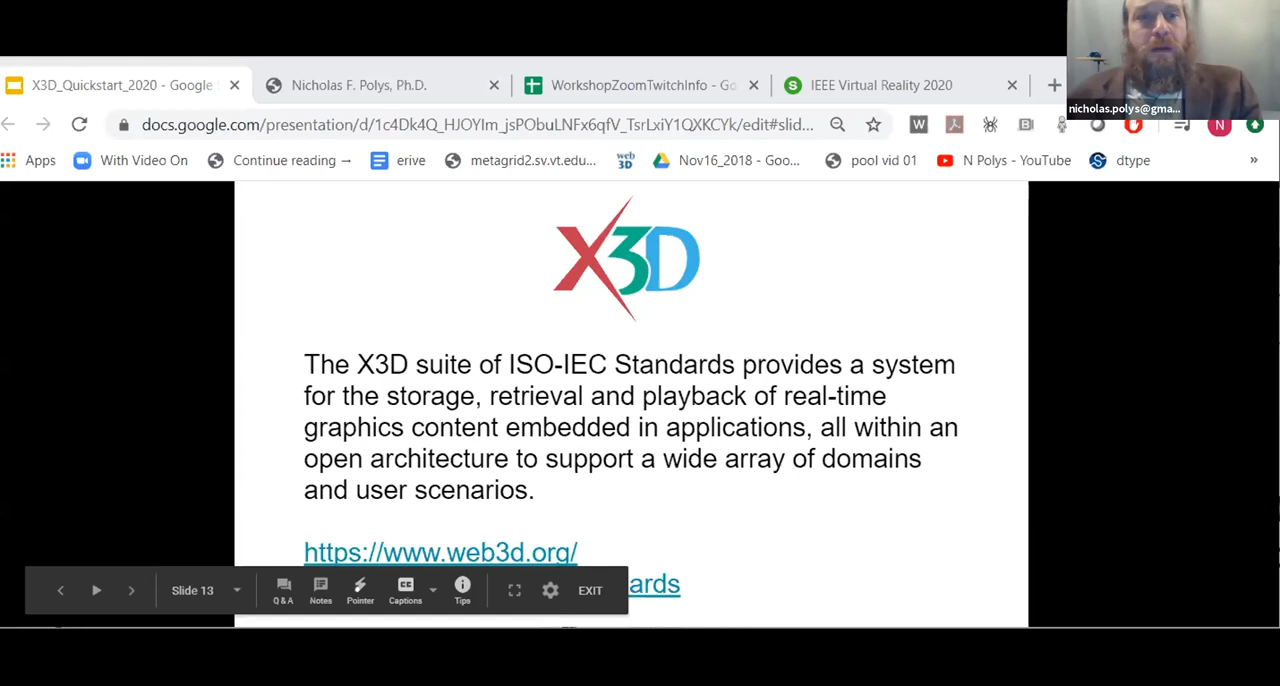 X3D_Quickstart_2020 - Google
Nicholas F. Polys, Ph.D.
WorkshopZoomTwitchInfo - Go
IEEE Virtual Reality 2020
nicholas.polys@gma...
docs.google.com/presentation/d/1c4Dk4Q_HJOYIm_jsPObuLNFx6qfV_TsrLxiY1QXKCYk/edit#slid...
W
N
Apps
With Video On
Continue reading →
erive
metagrid2.sv.vt.edu...
web
3D
Nov16_2018 - Goo...
pool vid 01
N Polys - YouTube
dtype
»
X3D
The X3D suite of ISO-IEC Standards provides a system
for the storage, retrieval and playback of real-time
graphics content embedded in applications, all within an
open architecture to support a wide array of domains
and user scenarios.
https://www.web3d.org/
ards
Slide 13
Q & A
Notes
Pointer
CC
Captions
Tips
EXIT